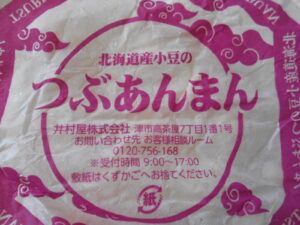 北海道産小豆の
つぶあんまん
井村屋株式会社 津市高茶屋7丁目1番1号
お問い合わせ先 お客様相談ルーム
0120-756-168
※受付時間 9:00〜17:00
敷紙はくずかごへお捨てください。
紙